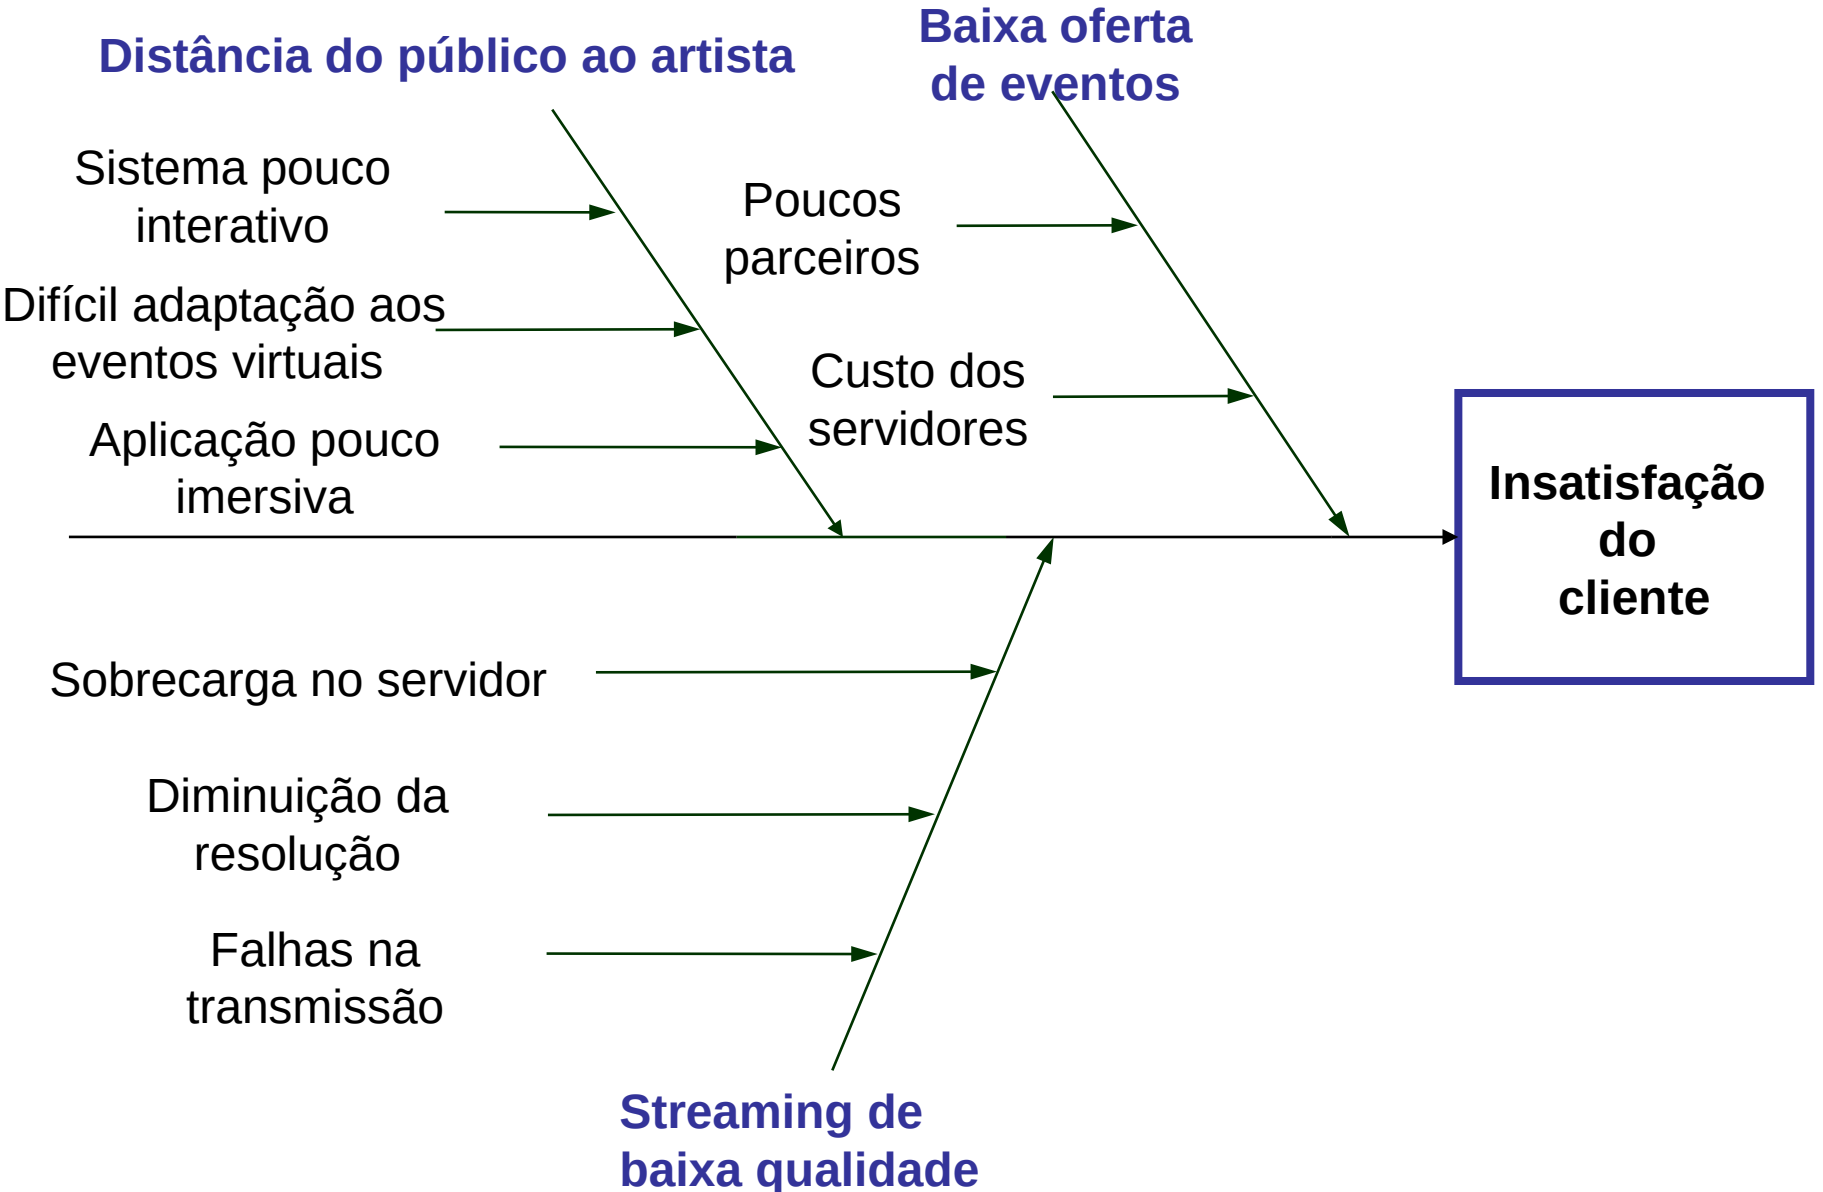 Distância do público ao artista
Baixa oferta
de eventos
Sistema pouco
interativo
Poucos
parceiros
Difícil adaptação aos
eventos virtuais
Custo dos
servidores
Aplicação pouco
imersiva
Insatisfação
do
cliente
Sobrecarga no servidor
Diminuição da
resolução
Falhas na
transmissão
Streaming de
baixa qualidade